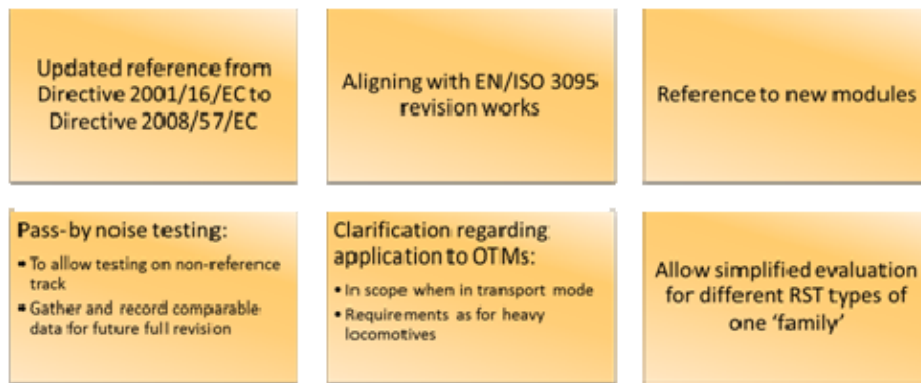 Updated reference from
Directive 2001/16/EC to
Directive 2008/57/EC
Aligning with EN/ISO 3095
revision works
Reference to new modules
Pass-by noise testing:
• To allow testing on non-reference
track
• Gather and record comparable
data for future full revision
Clarification regarding
application to OTMs:
• In scope when in transport mode
• Requirements as for heavy
locomotives
Allow simplified evaluation
for different RST types of
one ‘family’